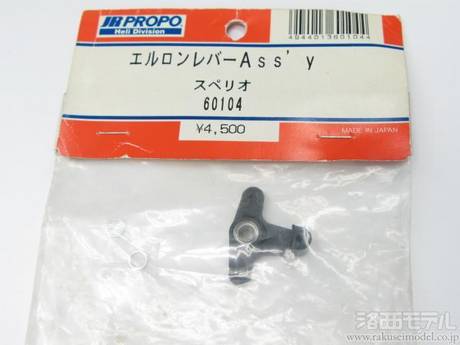 JR PROPO
Heli Division
4944013601044
エルロンレバーAss'y
スペリオ
60104
¥4,500
MADE IN JAPAN
洛西モデル
www.rakuseimodel.co.jp